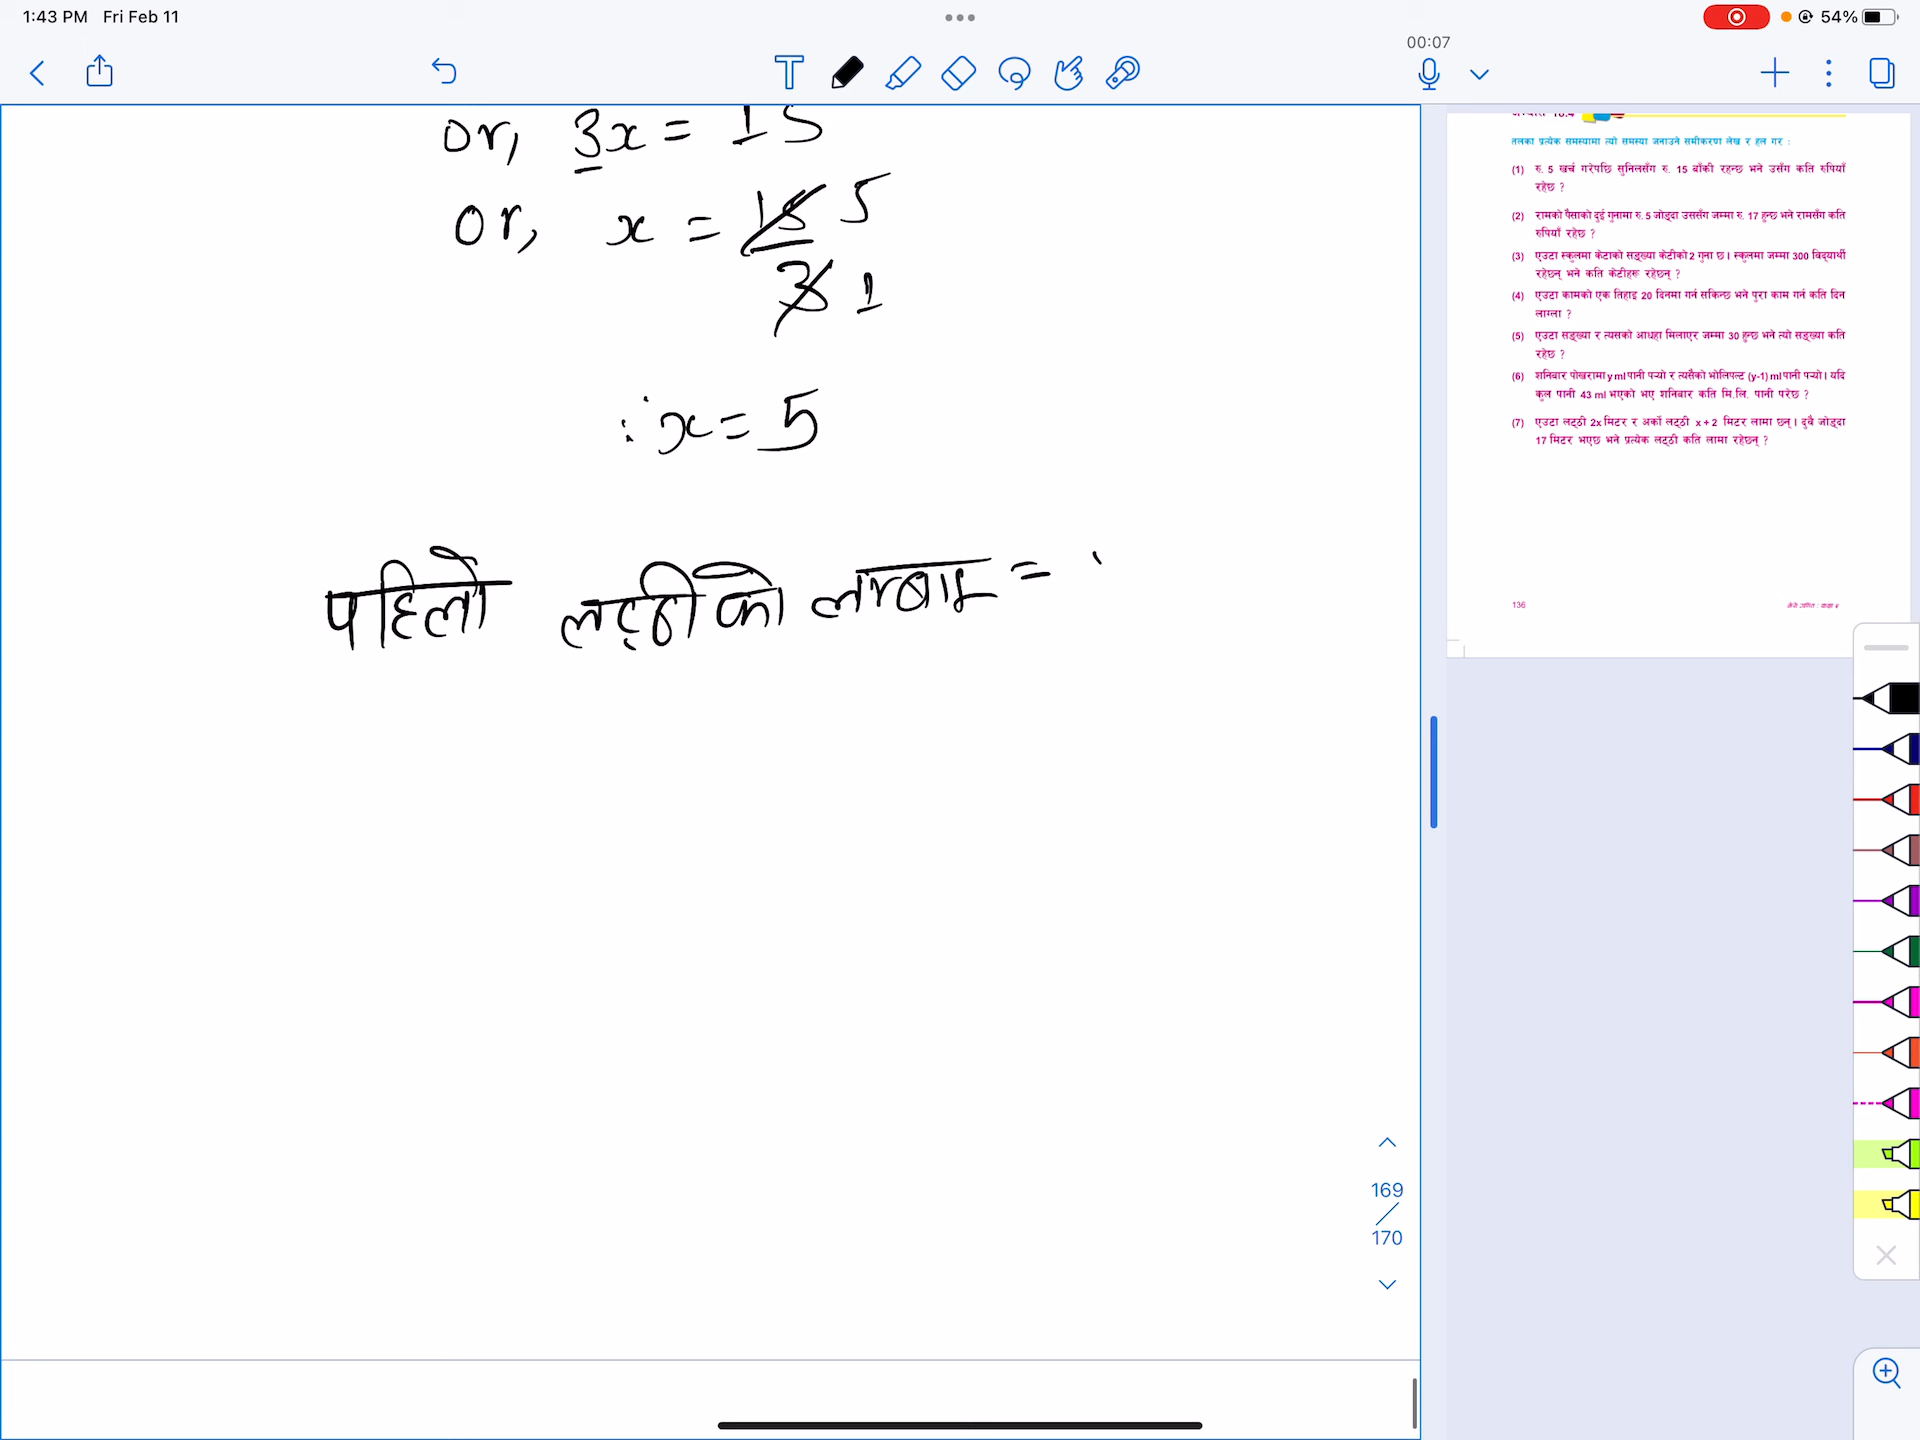 1:43 PM Fri Feb 11
54%
00:07
or, 3x = 15
or, x = 15 5
3 1
∴ x = 5
पहिलो लट्ठीको लम्बाइ =
तलका प्रत्येक समस्यामा त्यो समस्या जनाउने समीकरण लेख र हल गर :
(1) रु. 5 खर्च गरेपछि सुनिलसँग रु. 15 बाँकी रहन्छ भने उसँग कति रुपियाँ
रहेछ ?
(2) रामको पैसाको दुई गुनामा रु. 5 जोड्दा उससँग जम्मा रु. 17 हुन्छ भने रामसँग कति
रुपियाँ रहेछ ?
(3) एउटा स्कुलमा केटाको सङ्ख्या केटीको 2 गुना छ। स्कुलमा जम्मा 300 विद्यार्थी
रहेछन् भने कति केटीहरू रहेछन् ?
(4) एउटा कामको एक तिहाइ 20 दिनमा गर्न सकिन्छ भने पुरा काम गर्न कति दिन
लाग्ला ?
(5) एउटा सङ्ख्या र त्यसको आधहा मिलाएर जम्मा 30 हुन्छ भने त्यो सङ्ख्या कति
रहेछ ?
(6) शनिबार पोखरामा y ml पानी पऱ्यो र त्यसैको भोलिपल्ट (y-1) ml पानी पऱ्यो। यदि
कुल पानी 43 ml भएको भए शनिबार कति मि.लि. पानी परेछ ?
(7) एउटा लट्ठी 2x मिटर र अर्को लट्ठी x + 2 मिटर लामा छन्। दुवै जोड्दा
17 मिटर भएछ भने प्रत्येक लट्ठी कति लामा रहेछन् ?
136
169
170